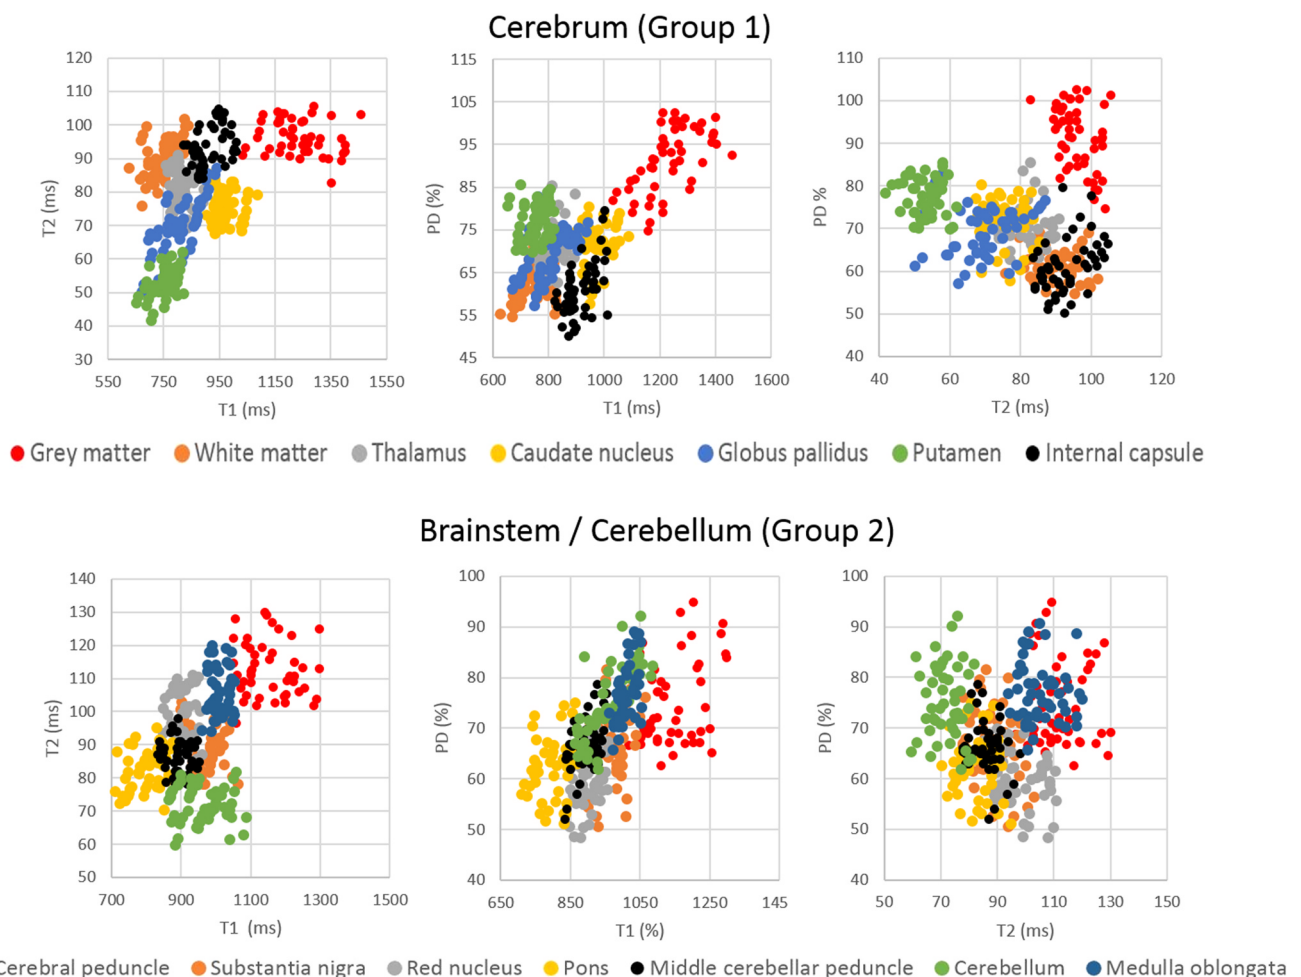 Cerebrum (Group 1)
120
110
100
90
80
70
60
50
40
30
T2 (ms)
550 750 950 1150 1350 1550
T1 (ms)
115
105
95
85
75
65
55
45
PD (%)
600 800 1000 1200 1400 1600
T1 (ms)
110
100
90
80
70
60
50
40
PD %
40 60 80 100 120
T2 (ms)
Grey matter White matter Thalamus Caudate nucleus Globus pallidus Putamen Internal capsule
Brainstem / Cerebellum (Group 2)
140
130
120
110
100
90
80
70
60
50
T2 (ms)
700 900 1100 1300 1500
T1 (ms)
100
90
80
70
60
50
40
PD (%)
650 850 1050 1250 145
T1 (%)
100
90
80
70
60
50
40
PD (%)
50 70 90 110 130 150
T2 (ms)
Cerebral peduncle Substantia nigra Red nucleus Pons Middle cerebellar peduncle Cerebellum Medulla oblongata